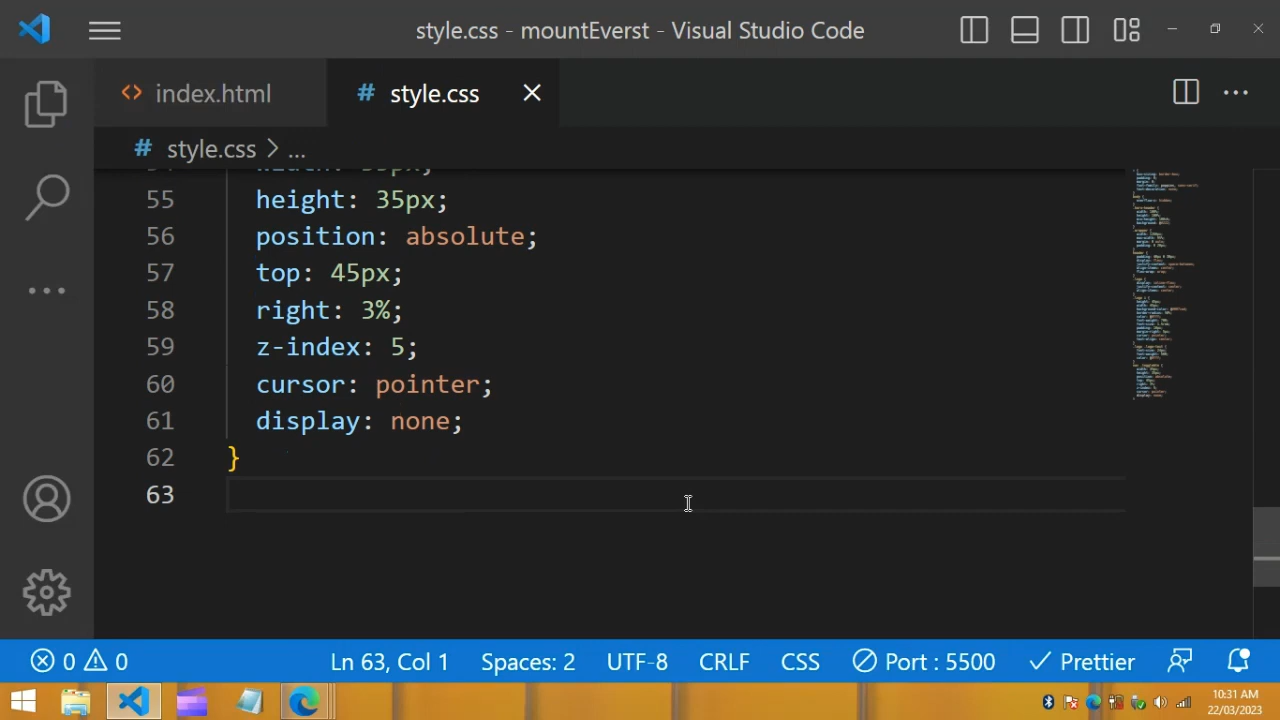 style.css - mountEverst - Visual Studio Code
index.html
# style.css
# style.css > ...
55 height: 35px;
56 position: absolute;
57 top: 45px;
58 right: 3%;
59 z-index: 5;
60 cursor: pointer;
61 display: none;
62 }
63
0 0 Ln 63, Col 1 Spaces: 2 UTF-8 CRLF CSS Port : 5500 Prettier
10:31 AM
22/03/2023